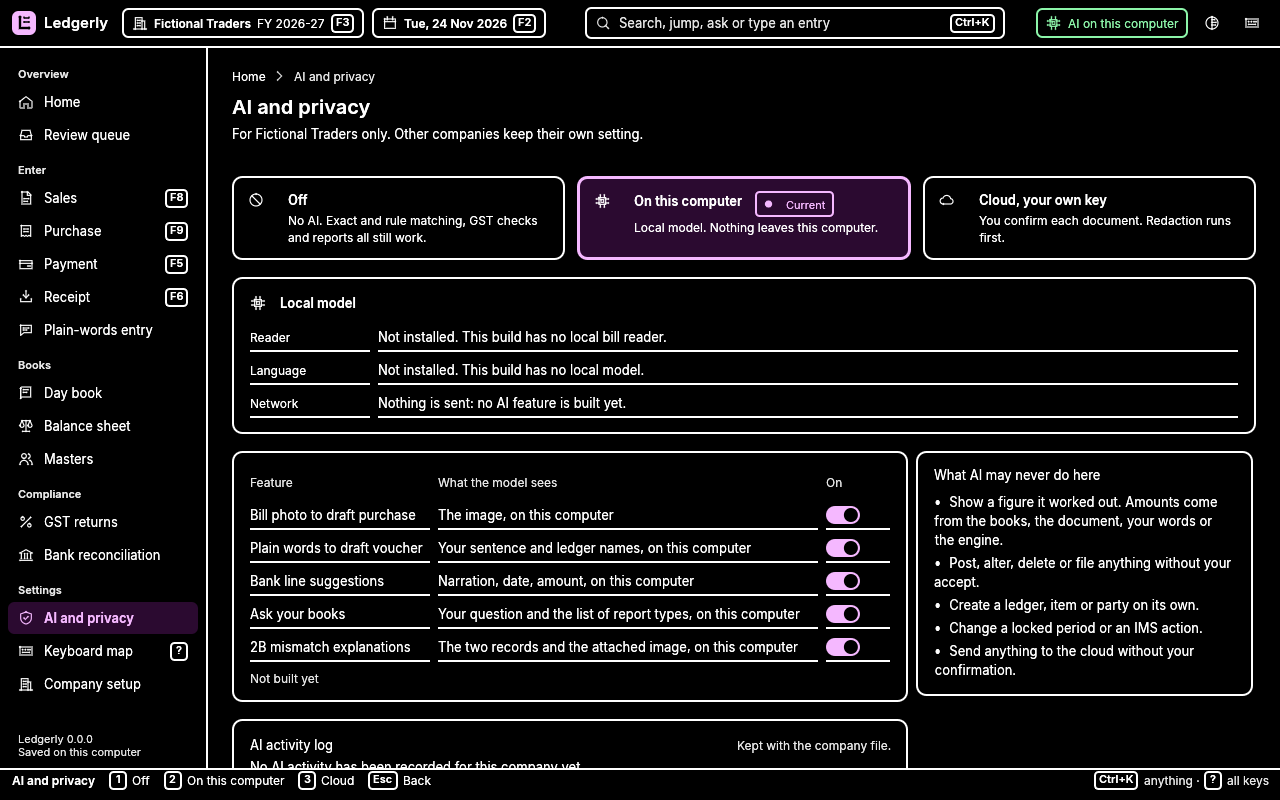 Ledgerly
Fictional Traders FY 2026-27 F3
Tue, 24 Nov 2026 F2
Search, jump, ask or type an entry Ctrl+K
AI on this computer
Overview
Home
Review queue
Enter
Sales F8
Purchase F9
Payment F5
Receipt F6
Plain-words entry
Books
Day book
Balance sheet
Masters
Compliance
GST returns
Bank reconciliation
Settings
AI and privacy
Keyboard map ?
Company setup
Ledgerly 0.0.0
Saved on this computer
Home > AI and privacy
AI and privacy
For Fictional Traders only. Other companies keep their own setting.
Off
No AI. Exact and rule matching, GST checks
and reports all still work.
On this computer Current
Local model. Nothing leaves this computer.
Cloud, your own key
You confirm each document. Redaction runs
first.
Local model
Reader Not installed. This build has no local bill reader.
Language Not installed. This build has no local model.
Network Nothing is sent: no AI feature is built yet.
Feature What the model sees On
Bill photo to draft purchase The image, on this computer
Plain words to draft voucher Your sentence and ledger names, on this computer
Bank line suggestions Narration, date, amount, on this computer
Ask your books Your question and the list of report types, on this computer
2B mismatch explanations The two records and the attached image, on this computer
Not built yet
What AI may never do here
• Show a figure it worked out. Amounts come
from the books, the document, your words or
the engine.
• Post, alter, delete or file anything without your
accept.
• Create a ledger, item or party on its own.
• Change a locked period or an IMS action.
• Send anything to the cloud without your
confirmation.
AI activity log Kept with the company file.
No AI activity has been recorded for this company yet.
AI and privacy 1 Off 2 On this computer 3 Cloud Esc Back
Ctrl+K anything · ? all keys